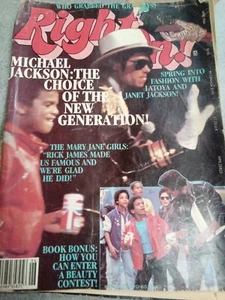 WHO GRABBED THE GRAMMYS!
Right On!
MICHAEL
JACKSON: THE
CHOICE
OF THE
NEW
GENERATION!
SPRING INTO
FASHION WITH
LATOYA AND
JANET JACKSON!
THE MARY JANE GIRLS:
"RICK JAMES MADE
US FAMOUS AND
WE'RE GLAD
HE DID!"
BOOK BONUS:
HOW YOU
CAN ENTER
A BEAUTY
CONTEST!